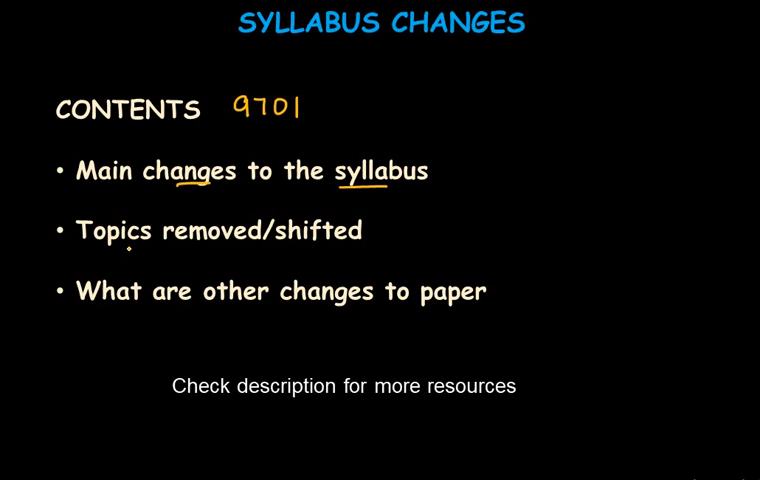 SYLLABUS CHANGES
CONTENTS 9701
• Main changes to the syllabus
• Topics removed/shifted
• What are other changes to paper
Check description for more resources